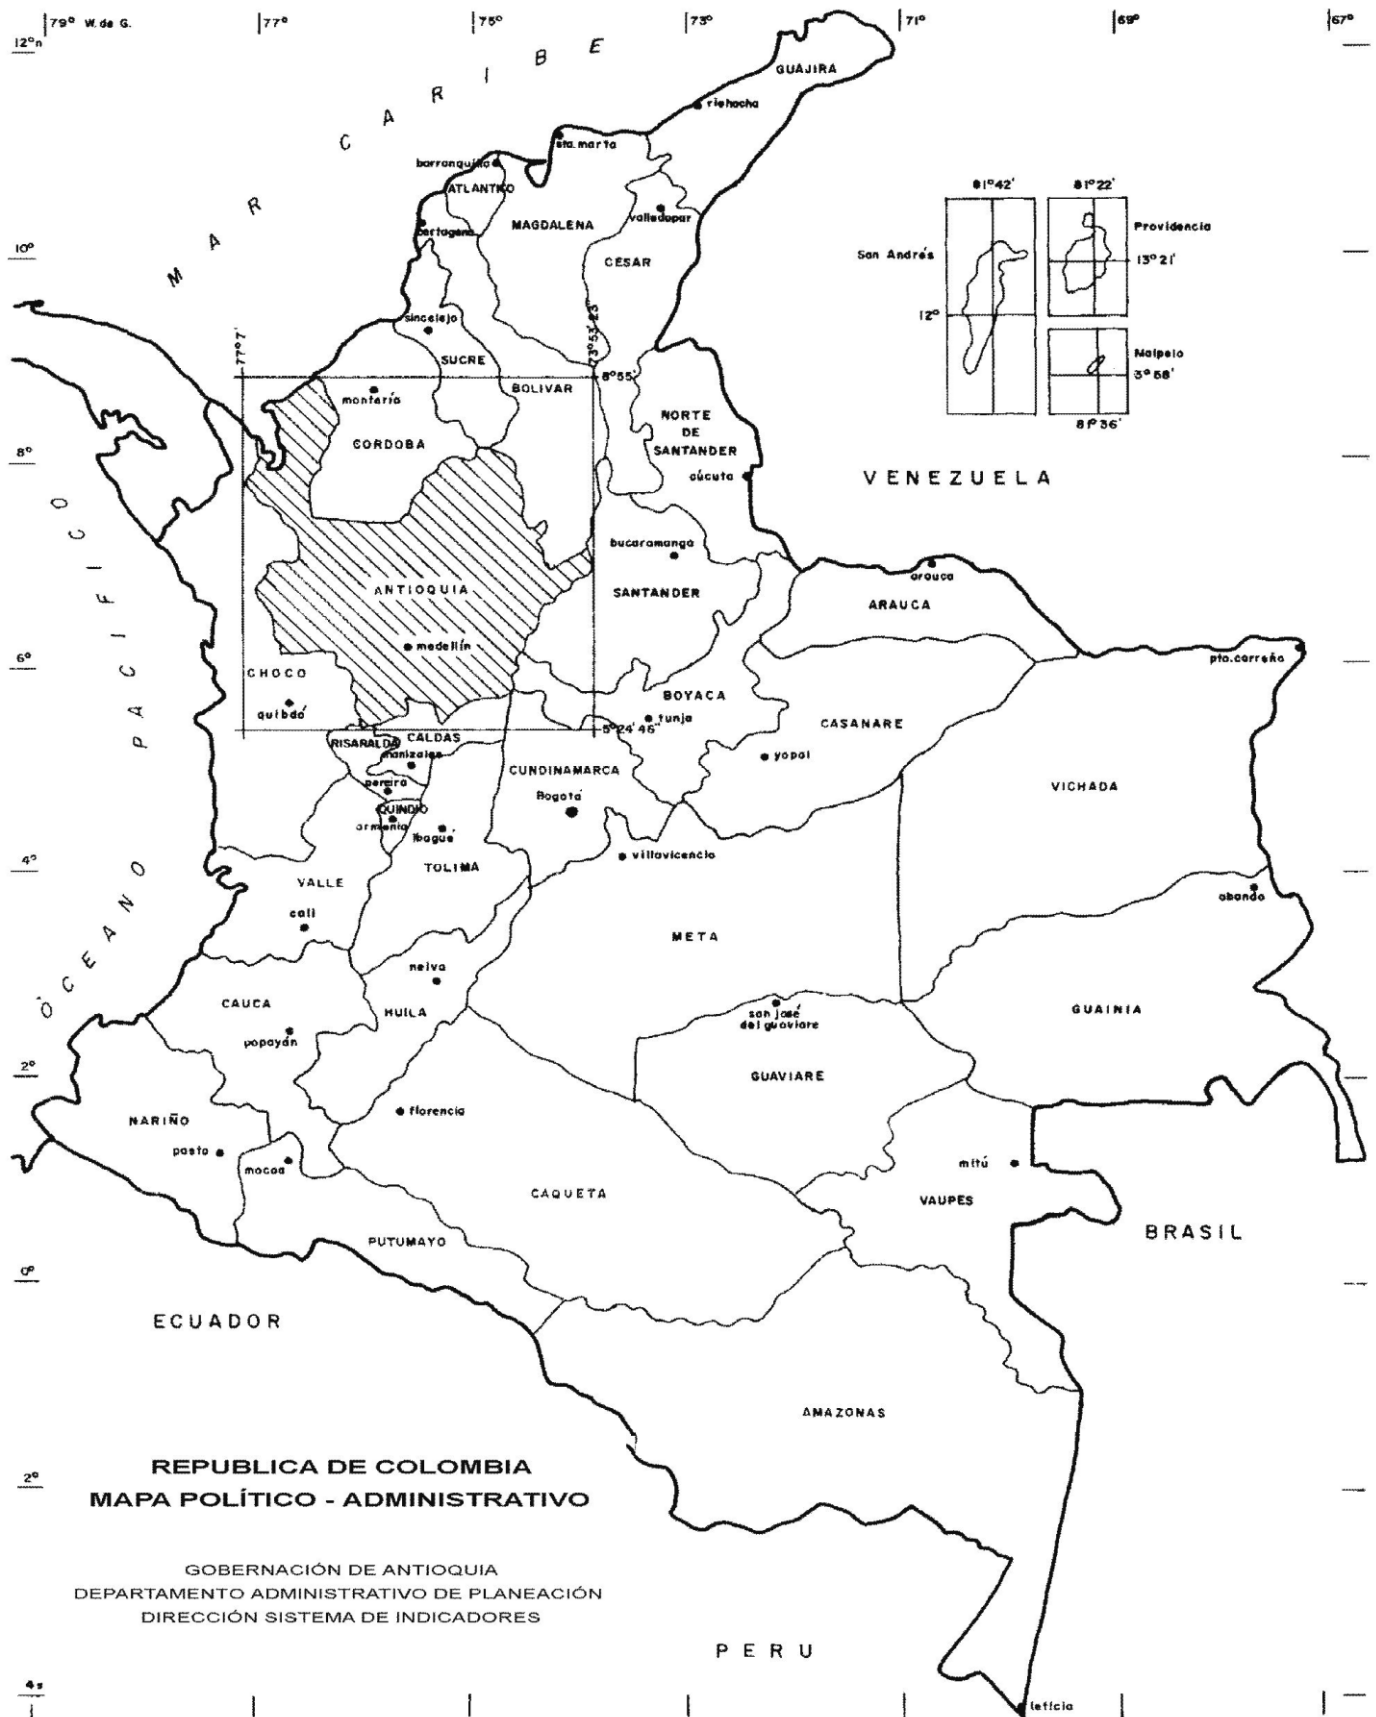 79° W. de G.
77°
75°
73°
71°
69°
67°
12°n
MAR CARIBE
GUAJIRA
riohacha
sta. marta
barranquilla
ATLANTICO
cartagena
MAGDALENA
valledupar
CESAR
81°42'
81°22'
San Andrés
Providencia
13°21'
12°
Malpelo
3°58'
81°36'
10°
sincelejo
SUCRE
77°7'
73°53'23"
8°55'
BOLIVAR
montería
CORDOBA
NORTE
DE
SANTANDER
cúcuta
8°
VENEZUELA
OCEANO PACIFICO
bucaramanga
SANTANDER
arauca
ARAUCA
ANTIOQUIA
medellín
6°
CHOCO
quibdó
BOYACA
tunja
CASANARE
yopal
pto. carreño
5°24'46"
RISARALDA
CALDAS
manizales
pereira
QUINDIO
armenia
ibagué
CUNDINAMARCA
Bogotá
VICHADA
4°
TOLIMA
villavicencio
VALLE
cali
META
obando
neiva
CAUCA
HUILA
popayán
san josé
del guaviare
GUAINIA
2°
GUAVIARE
NARIÑO
florencia
pasto
mocoa
mitú
CAQUETA
VAUPES
BRASIL
PUTUMAYO
0°
ECUADOR
AMAZONAS
REPUBLICA DE COLOMBIA
MAPA POLÍTICO - ADMINISTRATIVO
2°
GOBERNACIÓN DE ANTIOQUIA
DEPARTAMENTO ADMINISTRATIVO DE PLANEACIÓN
DIRECCIÓN SISTEMA DE INDICADORES
PERU
4s
leticia